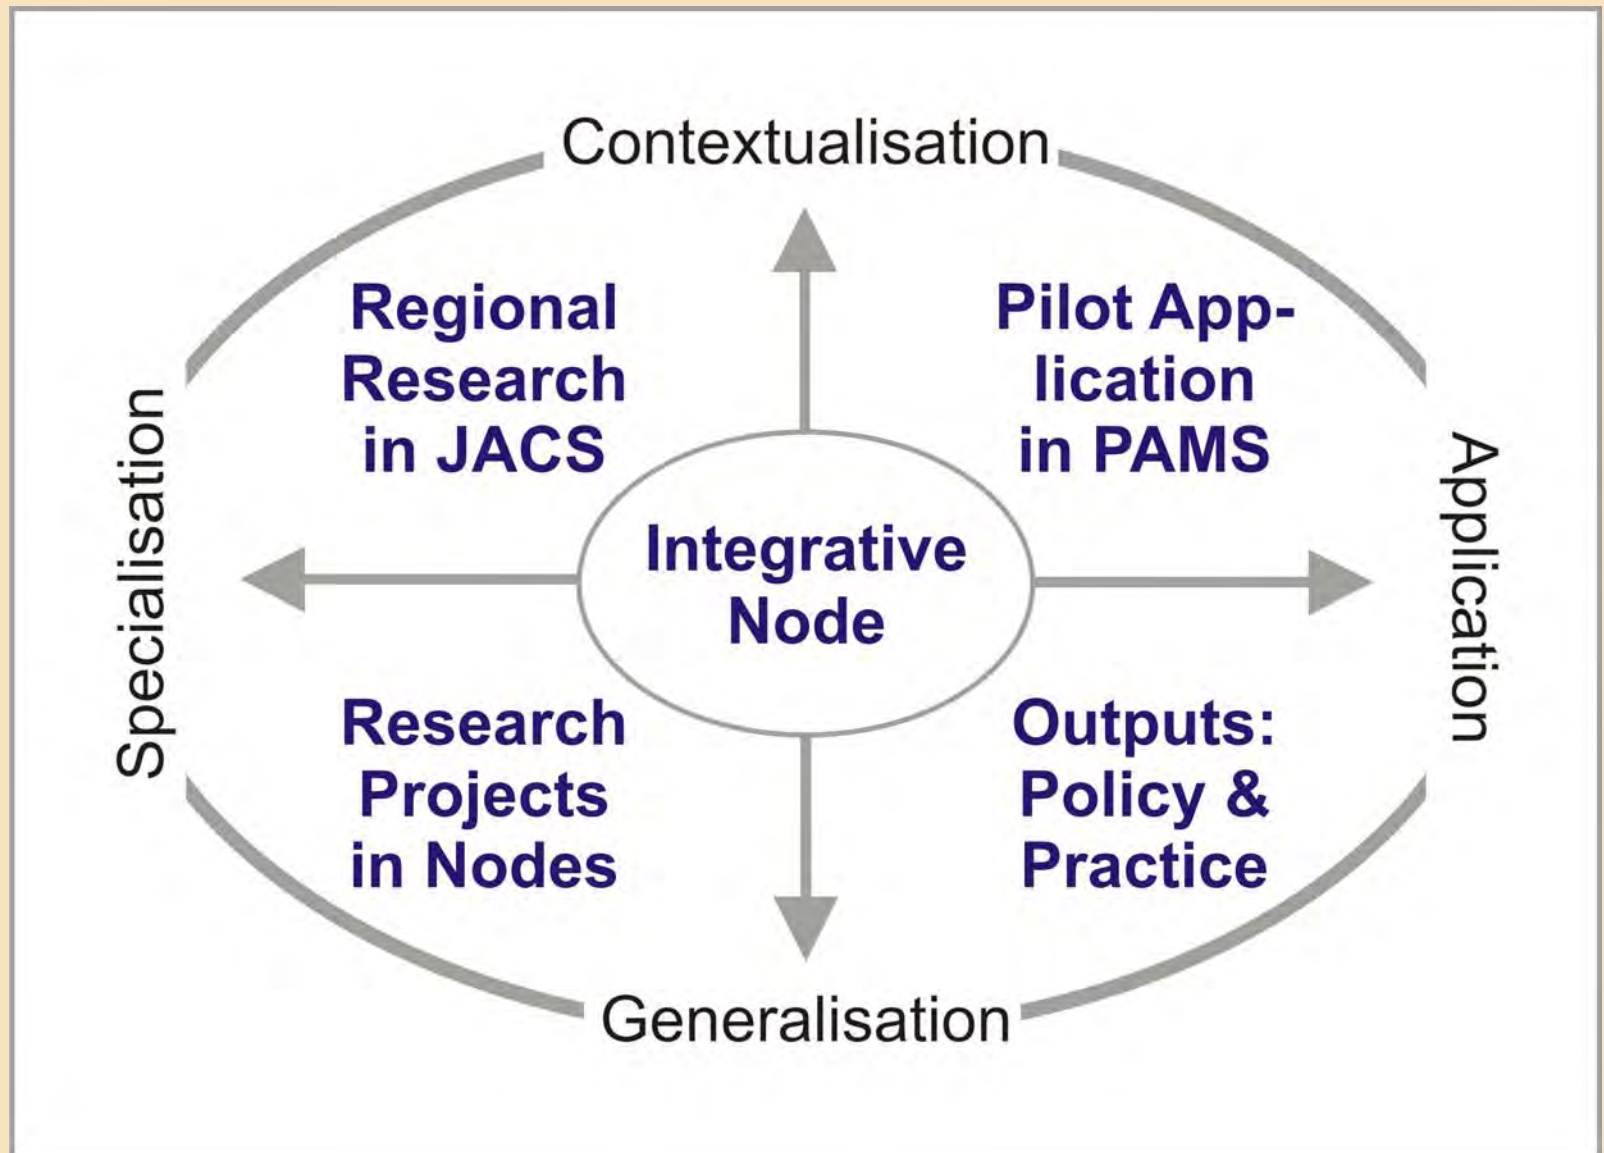 Contextualisation
Regional
Research
in JACS
Pilot App-
lication
in PAMS
Specialisation
Integrative
Node
Application
Research
Projects
in Nodes
Outputs:
Policy &
Practice
Generalisation